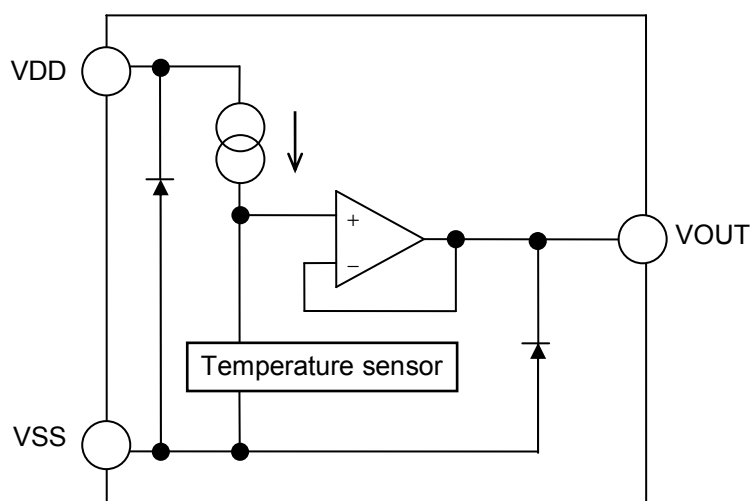 VDD
+
−
VOUT
Temperature sensor
VSS